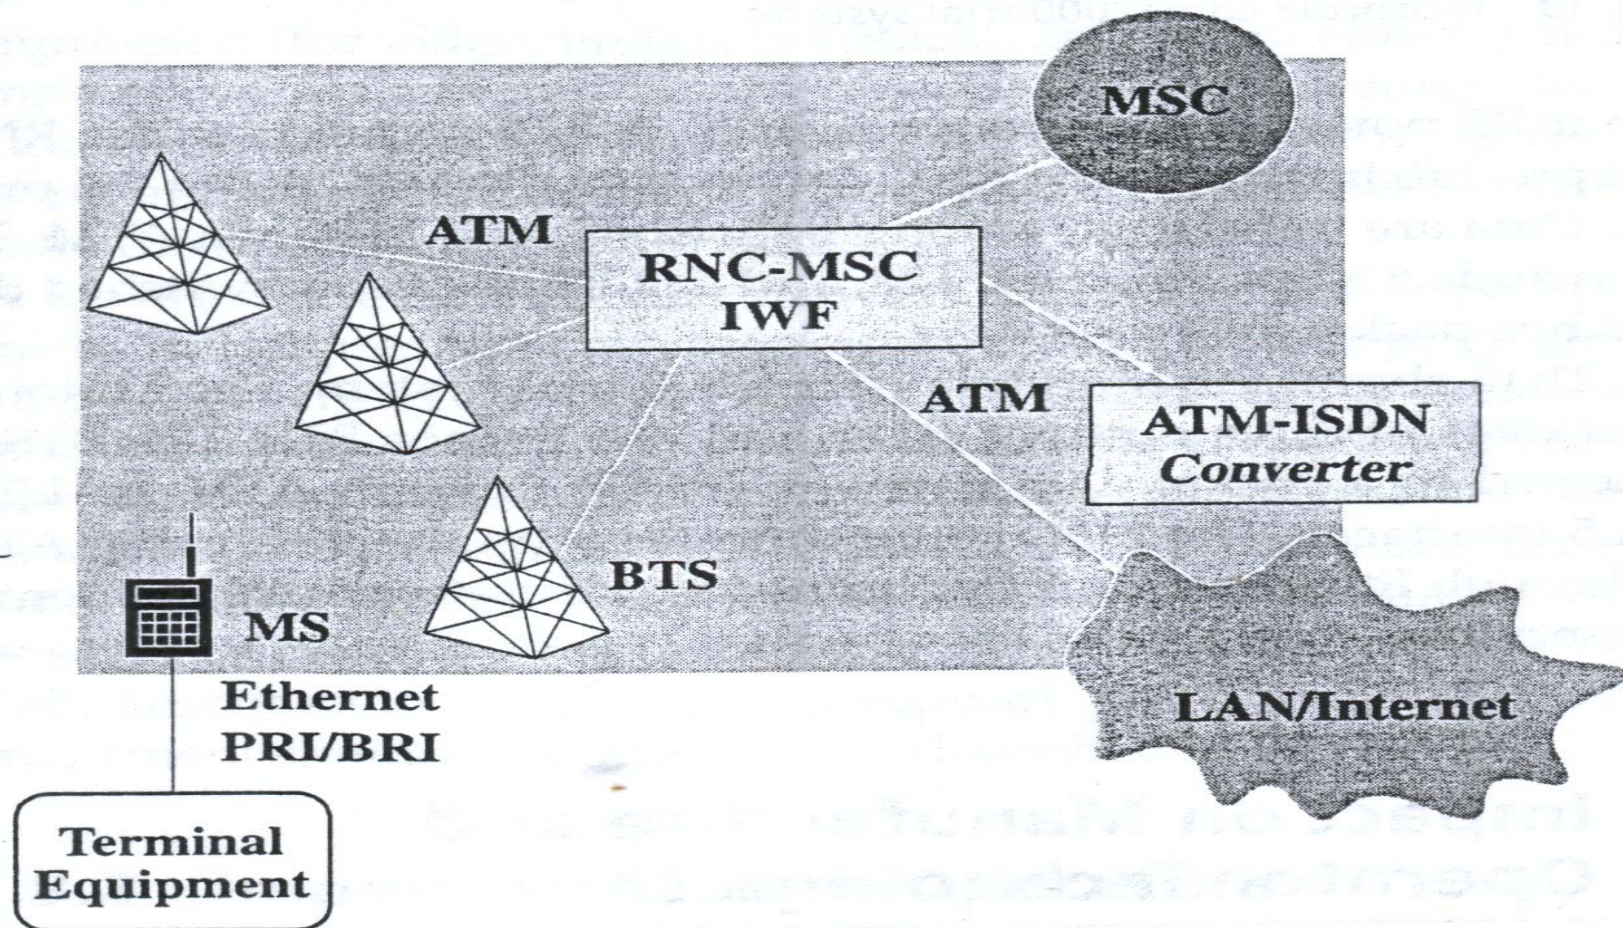 MSC
ATM
RNC-MSC
IWF
ATM
ATM-ISDN
Converter
BTS
MS
Ethernet
PRI/BRI
LAN/Internet
Terminal
Equipment